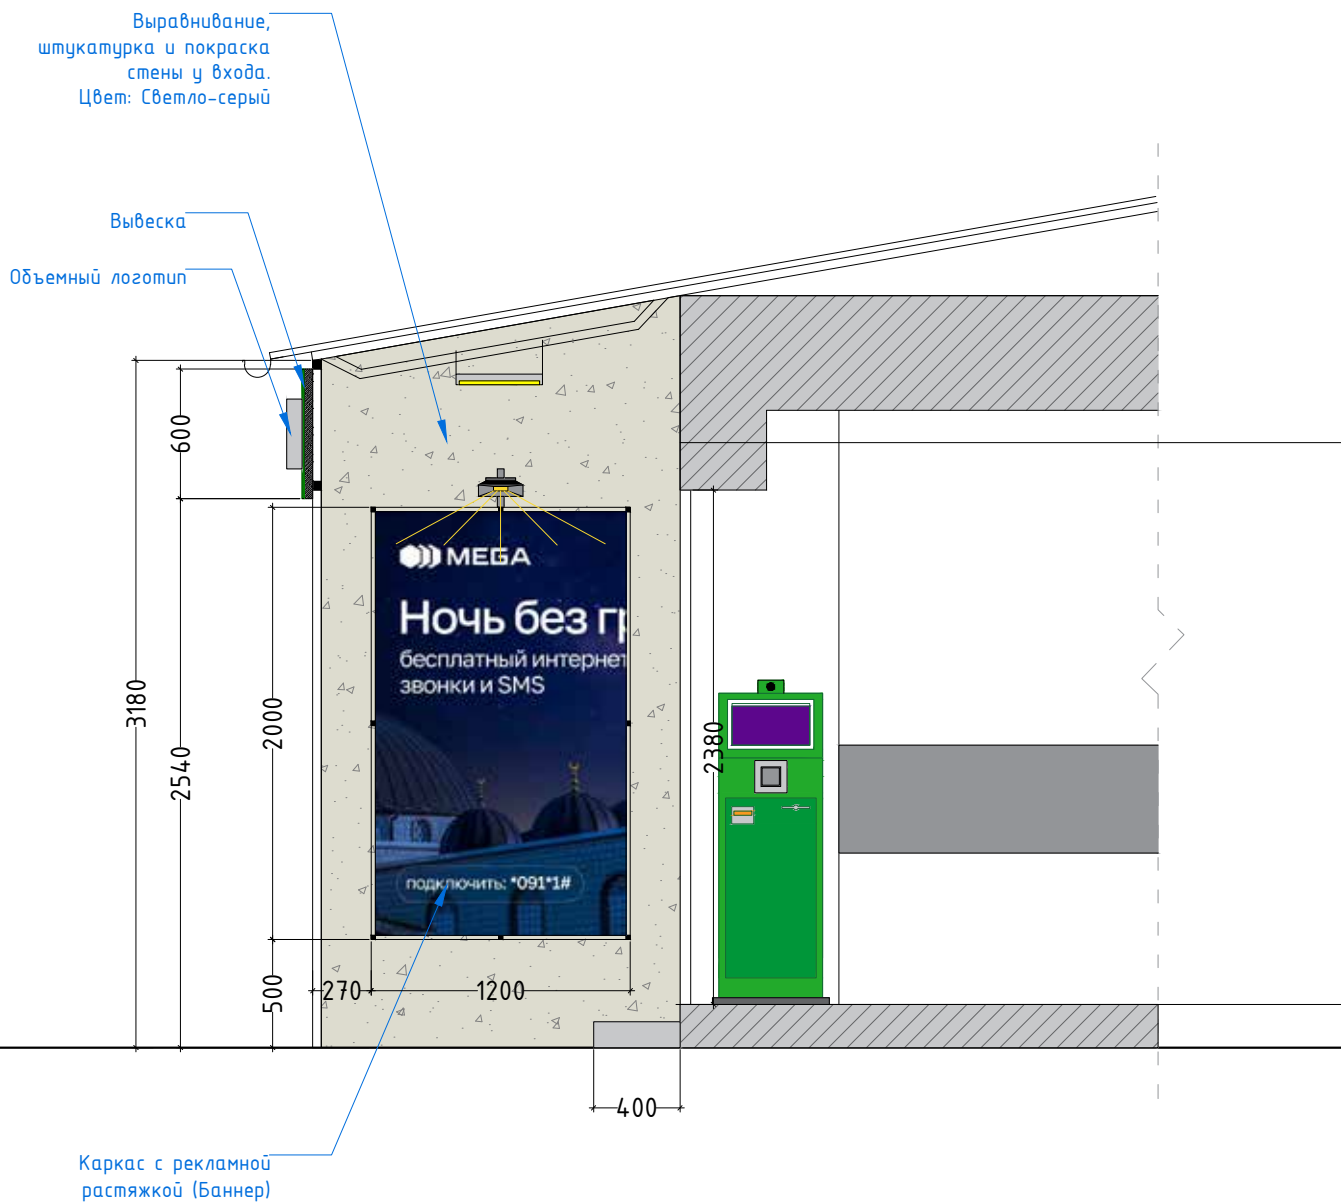 Выравнивание,
штукатурка и покраска
стены у входа.
Цвет: Светло-серый
Вывеска
Объемный логотип
600
3180
2540
2000
500
270
1200
2380
400
MEGA
Ночь без гр
бесплатный интернет
звонки и SMS
подключить: *091*1#
Каркас с рекламной
растяжкой (Баннер)